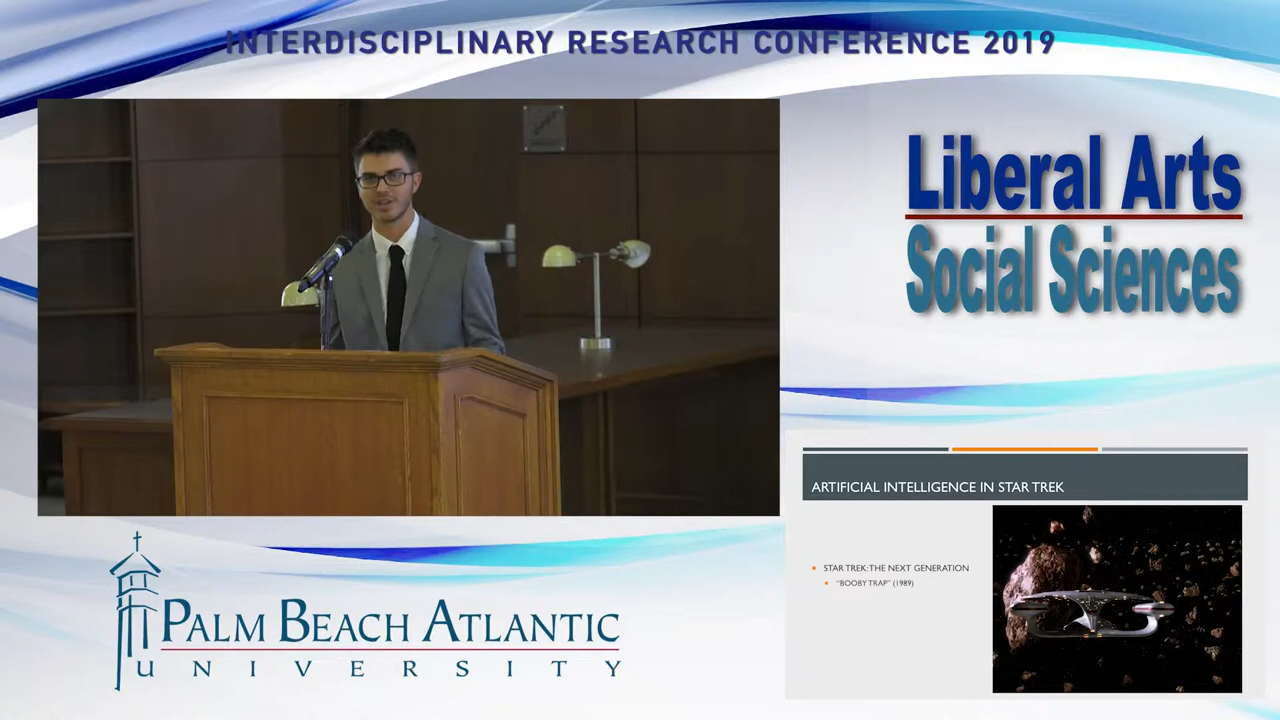 INTERDISCIPLINARY RESEARCH CONFERENCE 2019
Liberal Arts
Social Sciences
ARTIFICIAL INTELLIGENCE IN STAR TREK
STAR TREK: THE NEXT GENERATION
"BOOBY TRAP" (1989)
PALM BEACH ATLANTIC
UNIVERSITY